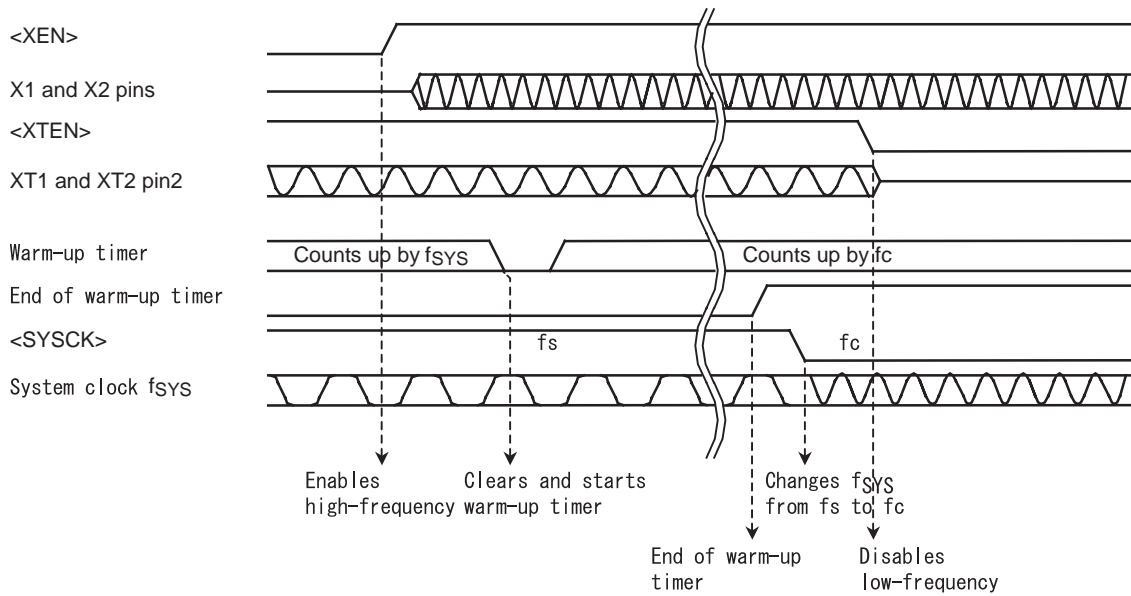 <XEN>
X1 and X2 pins
<XTEN>
XT1 and XT2 pin2
Warm-up timer
Counts up by fSYS
Counts up by fc
End of warm-up timer
<SYSCK>
fs
fc
System clock fSYS
Enables
high-frequency
Clears and starts
warm-up timer
Changes fSYS
from fs to fc
End of warm-up
timer
Disables
low-frequency